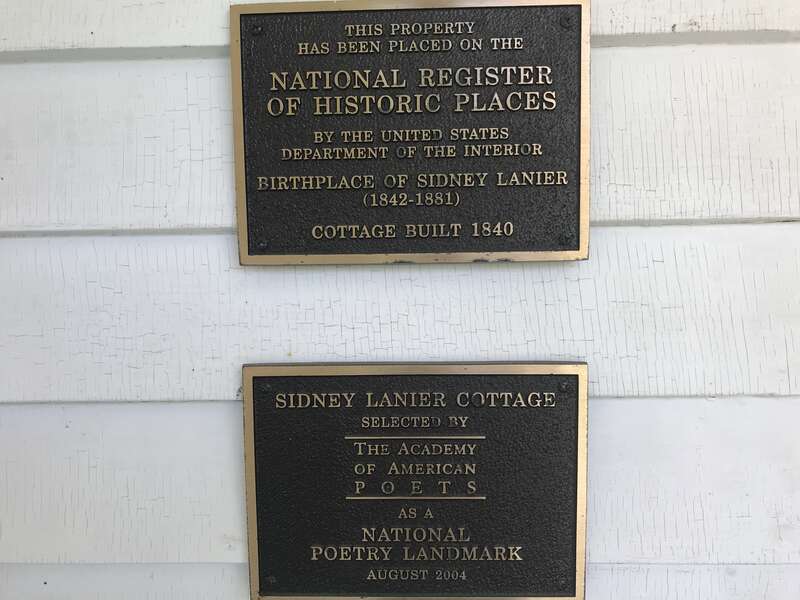 THIS PROPERTY
HAS BEEN PLACED ON THE
NATIONAL REGISTER
OF HISTORIC PLACES
BY THE UNITED STATES
DEPARTMENT OF THE INTERIOR
BIRTHPLACE OF SIDNEY LANIER
(1842-1881)
COTTAGE BUILT 1840
SIDNEY LANIER COTTAGE
SELECTED BY
THE ACADEMY
OF AMERICAN
POETS
AS A
NATIONAL
POETRY LANDMARK
AUGUST 2004